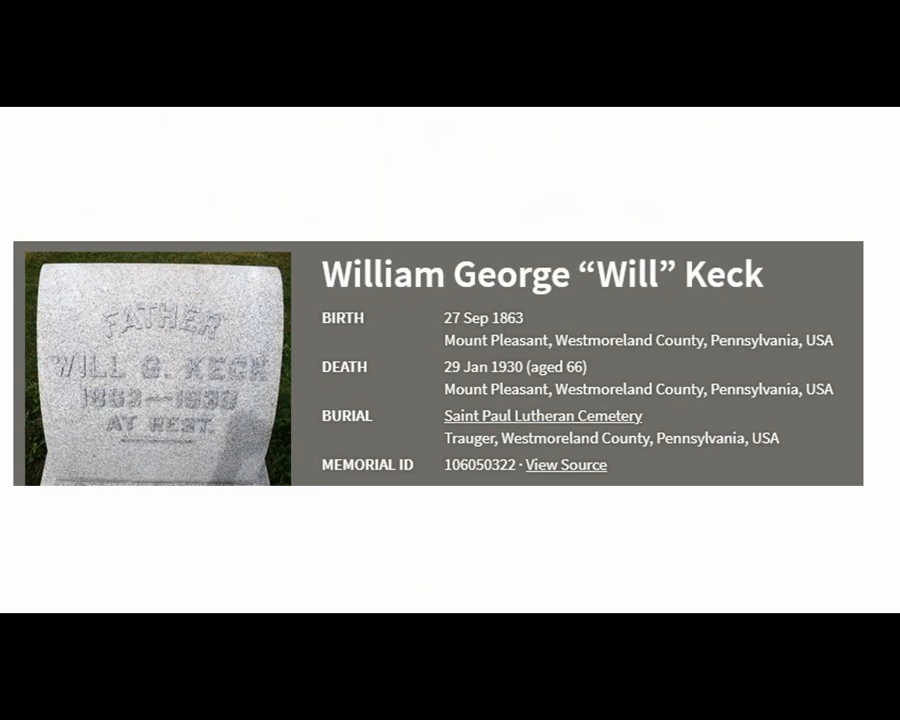 FATHER
WILL G. KECK
1863—1930
AT REST.
William George “Will” Keck
BIRTH 27 Sep 1863
Mount Pleasant, Westmoreland County, Pennsylvania, USA
DEATH 29 Jan 1930 (aged 66)
Mount Pleasant, Westmoreland County, Pennsylvania, USA
BURIAL Saint Paul Lutheran Cemetery
Trauger, Westmoreland County, Pennsylvania, USA
MEMORIAL ID 106050322 · View Source